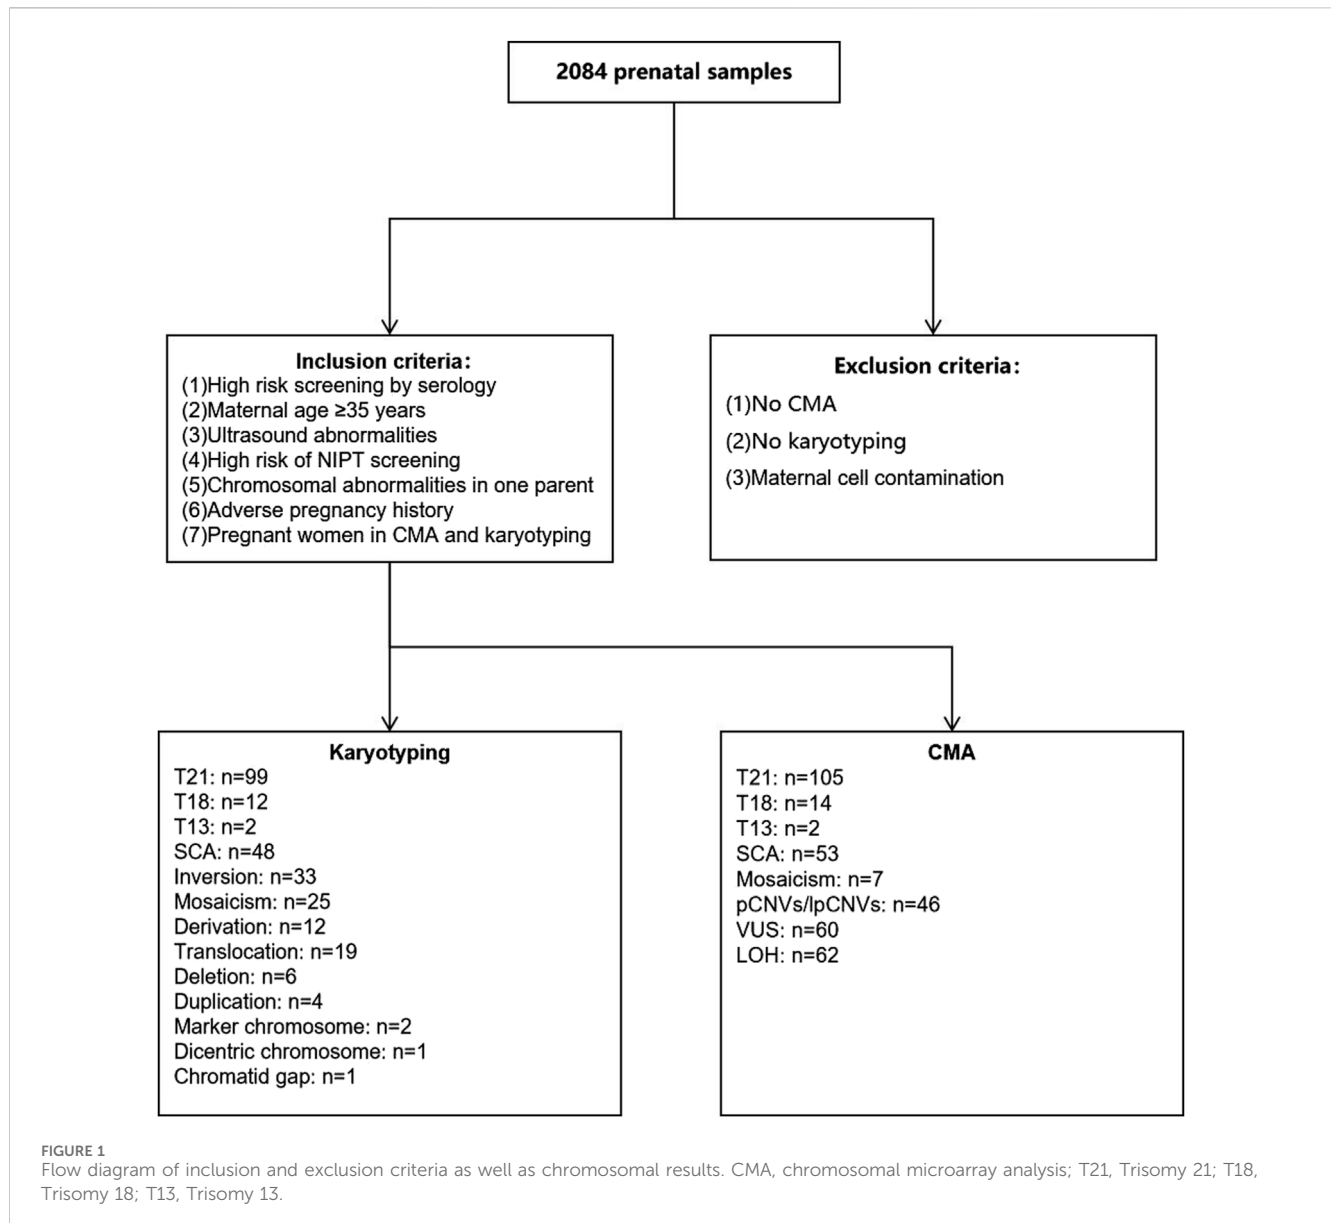 2084 prenatal samples
Inclusion criteria:
(1)High risk screening by serology
(2)Maternal age ≥35 years
(3)Ultrasound abnormalities
(4)High risk of NIPT screening
(5)Chromosomal abnormalities in one parent
(6)Adverse pregnancy history
(7)Pregnant women in CMA and karyotyping
Exclusion criteria:
(1)No CMA
(2)No karyotyping
(3)Maternal cell contamination
Karyotyping
T21: n=99
T18: n=12
T13: n=2
SCA: n=48
Inversion: n=33
Mosaicism: n=25
Derivation: n=12
Translocation: n=19
Deletion: n=6
Duplication: n=4
Marker chromosome: n=2
Dicentric chromosome: n=1
Chromatid gap: n=1
CMA
T21: n=105
T18: n=14
T13: n=2
SCA: n=53
Mosaicism: n=7
pCNVs/lpCNVs: n=46
VUS: n=60
LOH: n=62
FIGURE 1
Flow diagram of inclusion and exclusion criteria as well as chromosomal results. CMA, chromosomal microarray analysis; T21, Trisomy 21; T18,
Trisomy 18; T13, Trisomy 13.